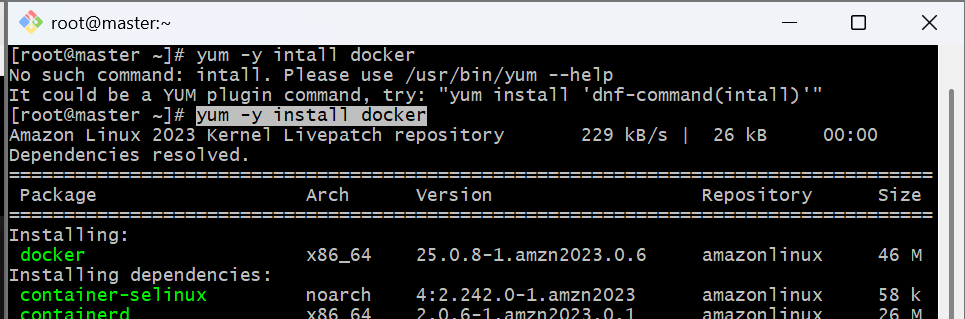 root@master:~
[root@master ~]# yum -y intall docker
No such command: intall. Please use /usr/bin/yum --help
It could be a YUM plugin command, try: "yum install 'dnf-command(intall)'"
[root@master ~]# yum -y install docker
Amazon Linux 2023 Kernel Livepatch repository 229 kB/s | 26 kB 00:00
Dependencies resolved.
================================================================================
Package Arch Version Repository Size
================================================================================
Installing:
docker x86_64 25.0.8-1.amzn2023.0.6 amazonlinux 46 M
Installing dependencies:
container-selinux noarch 4:2.242.0-1.amzn2023 amazonlinux 58 k
containerd x86_64 2.0.6-1.amzn2023.0.1 amazonlinux 26 M